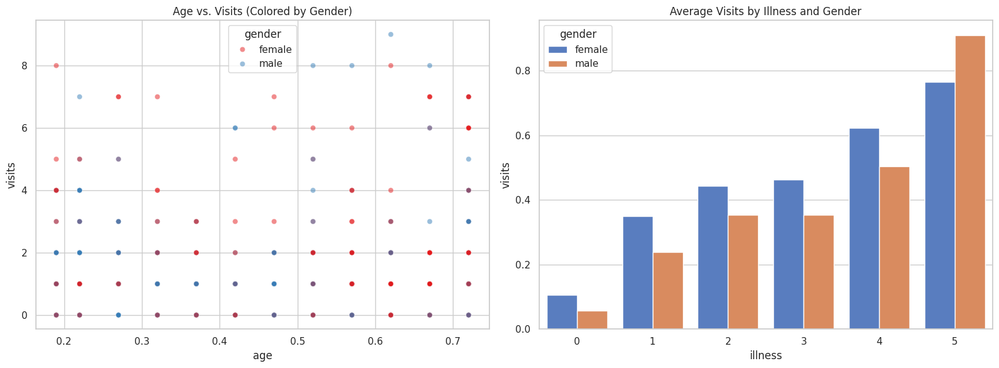 Age vs. Visits (Colored by Gender)
gender
female
male
8
6
4
2
0
visits
0.2 0.3 0.4 0.5 0.6 0.7
age
Average Visits by Illness and Gender
gender
female
male
0.8
0.6
0.4
0.2
0.0
visits
0 1 2 3 4 5
illness